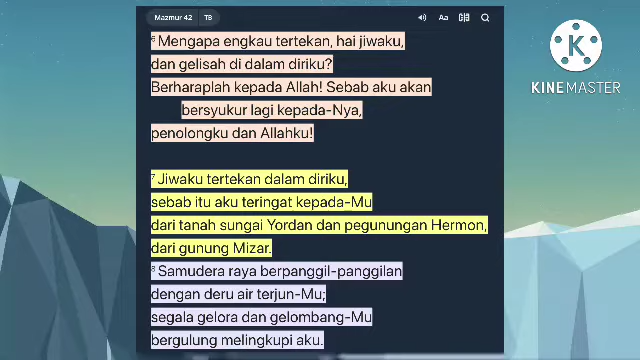 Mazmur 42 TB Aa
6 Mengapa engkau tertekan, hai jiwaku,
dan gelisah di dalam diriku?
Berharaplah kepada Allah! Sebab aku akan
bersyukur lagi kepada-Nya,
penolongku dan Allahku!
7 Jiwaku tertekan dalam diriku,
sebab itu aku teringat kepada-Mu
dari tanah sungai Yordan dan pegunungan Hermon,
dari gunung Mizar.
8 Samudera raya berpanggil-panggilan
dengan deru air terjun-Mu;
segala gelora dan gelombang-Mu
bergulung melingkupi aku.
K
KINEMASTER